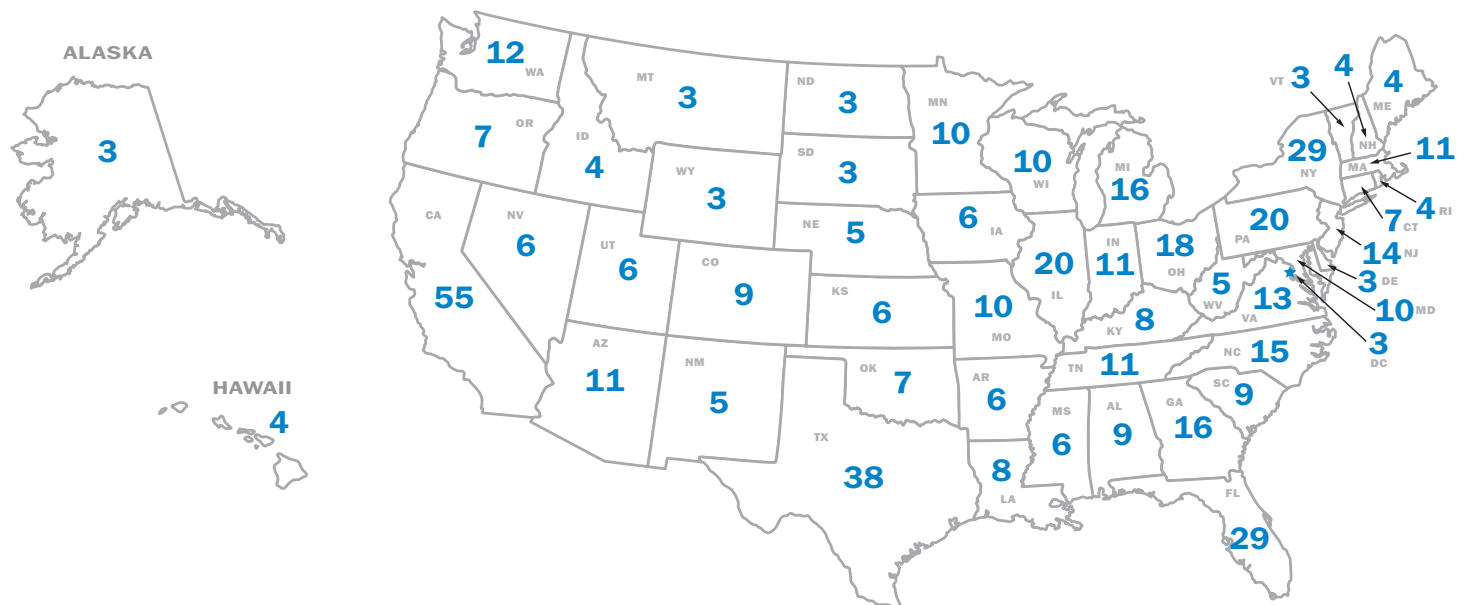 ALASKA
3
HAWAII
4
12
WA
7
OR
CA
55
NV
6
ID
4
MT
3
WY
3
UT
6
CO
9
AZ
11
NM
5
ND
3
SD
3
NE
5
KS
6
OK
7
TX
38
MN
10
6
IA
10
MO
AR
6
8
LA
10
WI
20
IL
MI
16
IN
11
18
OH
KY
8
TN
11
MS
6
AL
9
GA
16
FL
29
SC
9
NC
15
13
VA
5
WV
20
PA
29
NY
VT
3
4
NH
4
ME
MA
11
4
RI
7
CT
14
NJ
3
DE
10
MD
3
DC